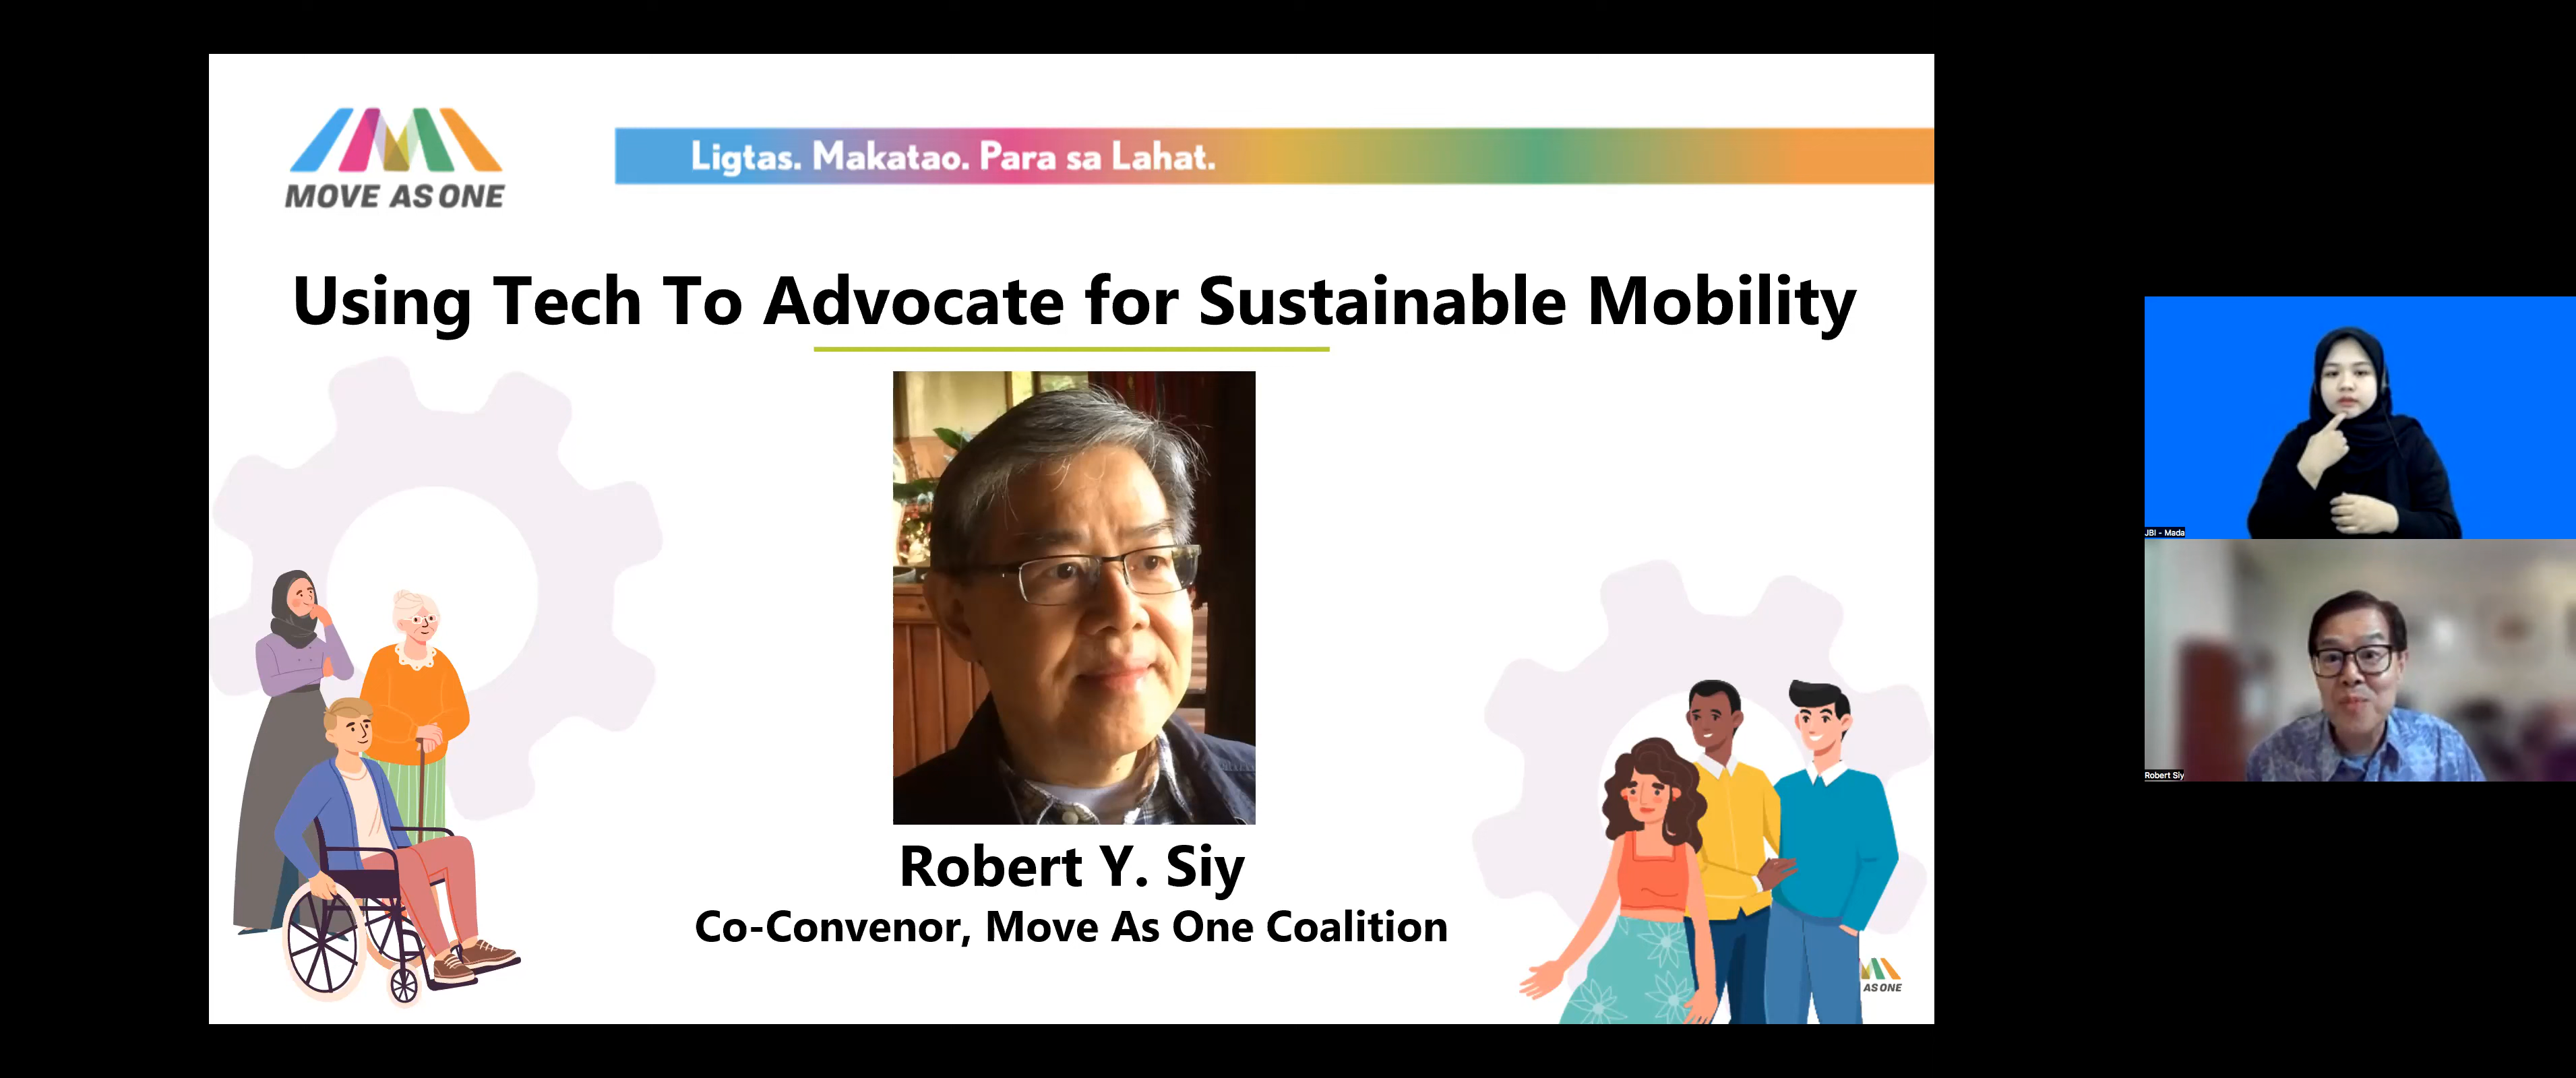 MOVE AS ONE
Ligtas. Makatao. Para sa Lahat.
Using Tech To Advocate for Sustainable Mobility
Robert Y. Siy
Co-Convenor, Move As One Coalition
AS ONE
JBI - Mada
Robert Siy